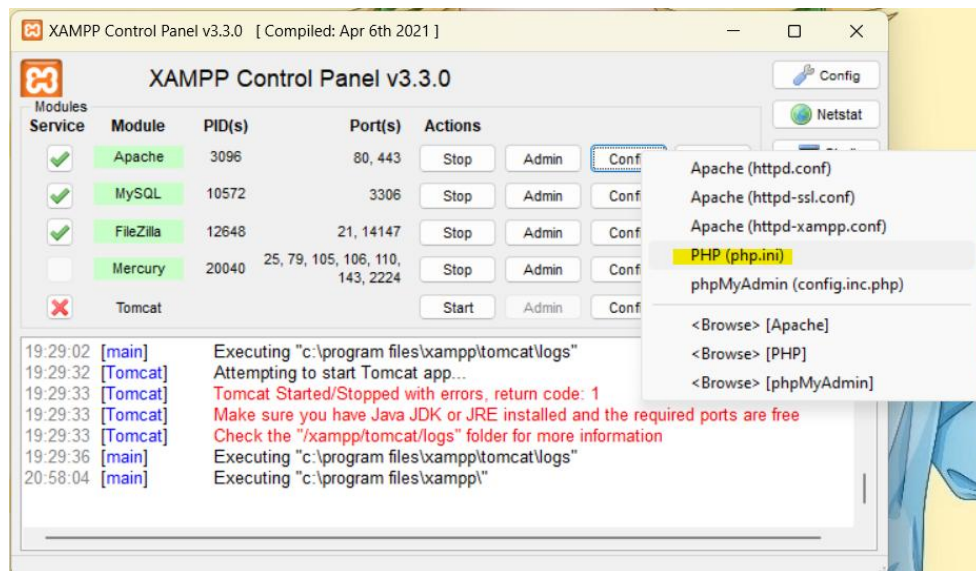 XAMPP Control Panel v3.3.0 [ Compiled: Apr 6th 2021 ]
XAMPP Control Panel v3.3.0
Config
Modules
Netstat
Service Module PID(s) Port(s) Actions
Apache 3096 80, 443 Stop Admin
MySQL 10572 3306 Stop Admin
FileZilla 12648 21, 14147 Stop Admin
Mercury 20040 25, 79, 105, 106, 110, 143, 2224 Stop Admin
Tomcat Start Admin
Apache (httpd.conf)
Apache (httpd-ssl.conf)
Apache (httpd-xampp.conf)
PHP (php.ini)
phpMyAdmin (config.inc.php)
<Browse> [Apache]
<Browse> [PHP]
<Browse> [phpMyAdmin]
19:29:02 [main] Executing "c:\program files\xampp\tomcat\logs"
19:29:32 [Tomcat] Attempting to start Tomcat app...
19:29:33 [Tomcat] Tomcat Started/Stopped with errors, return code: 1
19:29:33 [Tomcat] Make sure you have Java JDK or JRE installed and the required ports are free
19:29:33 [Tomcat] Check the "/xampp/tomcat/logs" folder for more information
19:29:36 [main] Executing "c:\program files\xampp\tomcat\logs"
20:58:04 [main] Executing "c:\program files\xampp\"